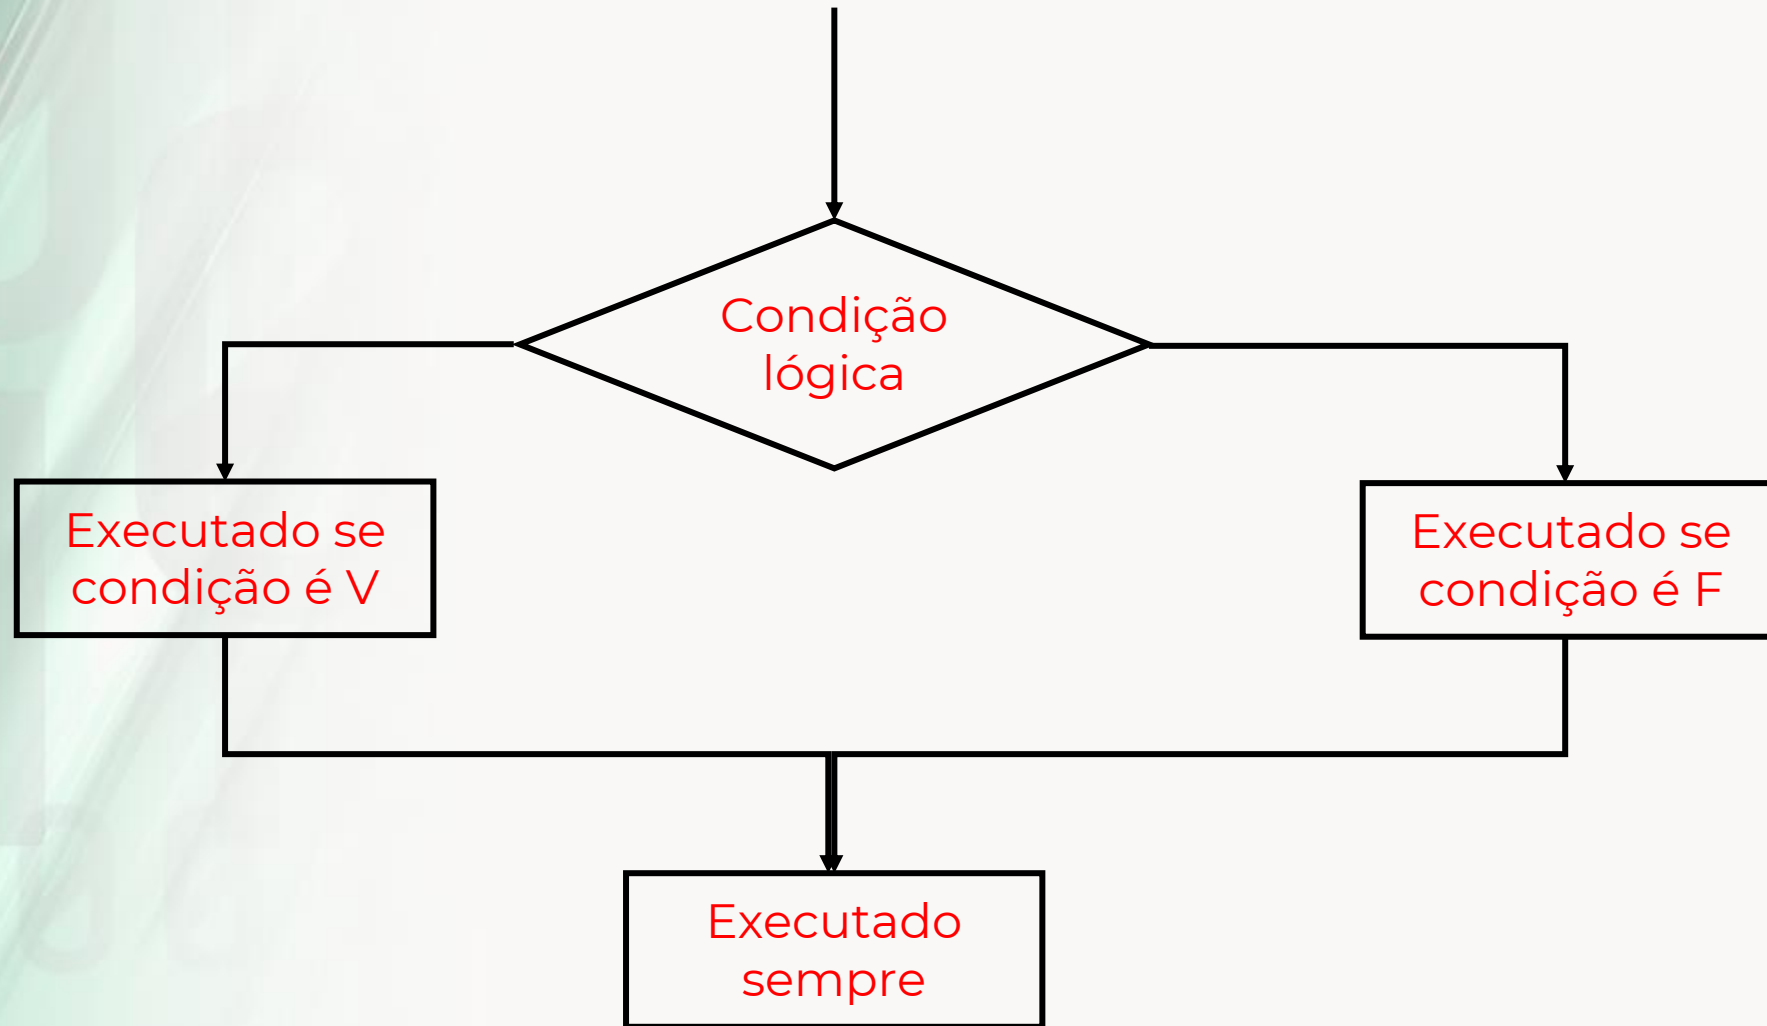 Condição
lógica
Executado se
condição é V
Executado se
condição é F
Executado
sempre